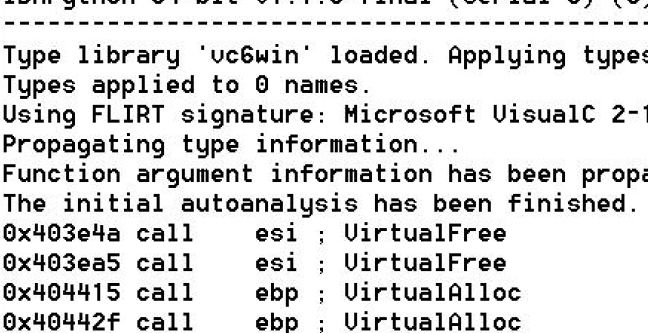 --------------------------------------------
Type library 'vc6win' loaded. Applying types
Types applied to 0 names.
Using FLIRT signature: Microsoft VisualC 2-1
Propagating type information...
Function argument information has been propa
The initial autoanalysis has been finished.
0x403e4a call    esi ; VirtualFree
0x403ea5 call    esi ; VirtualFree
0x404415 call    ebp ; VirtualAlloc
0x40442f call    ebp ; VirtualAlloc